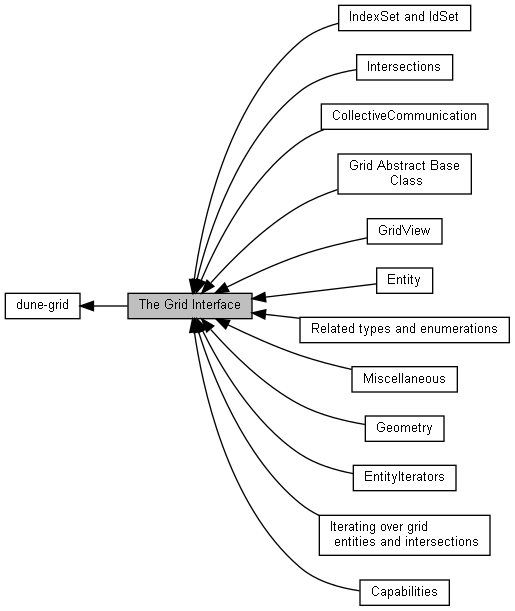 IndexSet and IdSet
Intersections
CollectiveCommunication
Grid Abstract Base
Class
GridView
Entity
dune-grid
The Grid Interface
Related types and enumerations
Miscellaneous
Geometry
EntityIterators
Iterating over grid
entities and intersections
Capabilities